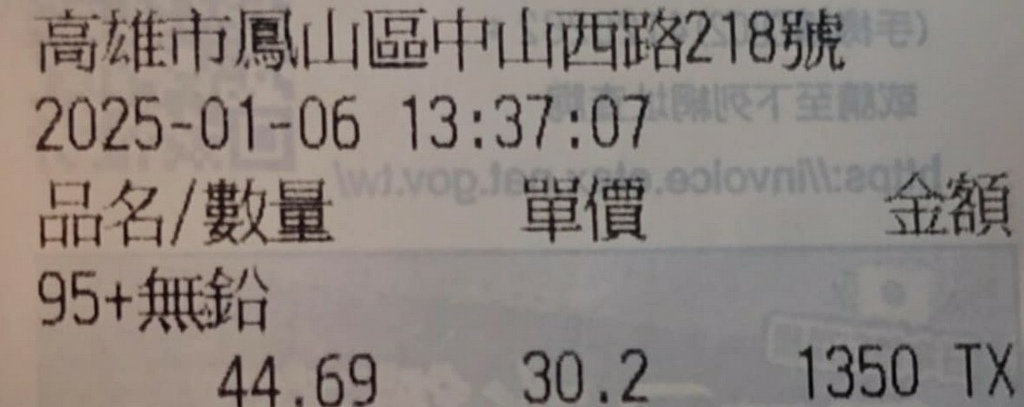 高雄市鳳山區中山西路218號
2025-01-06 13:37:07
品名/數量 單價 金額
95+無鉛
44.69 30.2 1350 TX